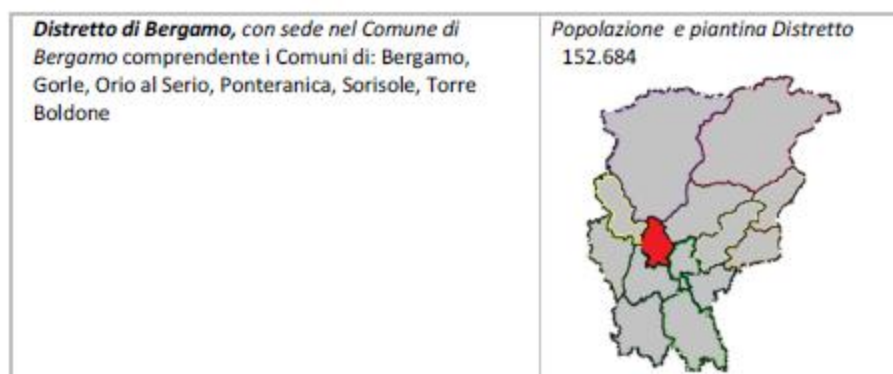 Distretto di Bergamo, con sede nel Comune di
Bergamo comprendente i Comuni di: Bergamo,
Gorle, Orio al Serio, Ponteranica, Sorisole, Torre
Boldone
Popolazione e piantina Distretto
152.684